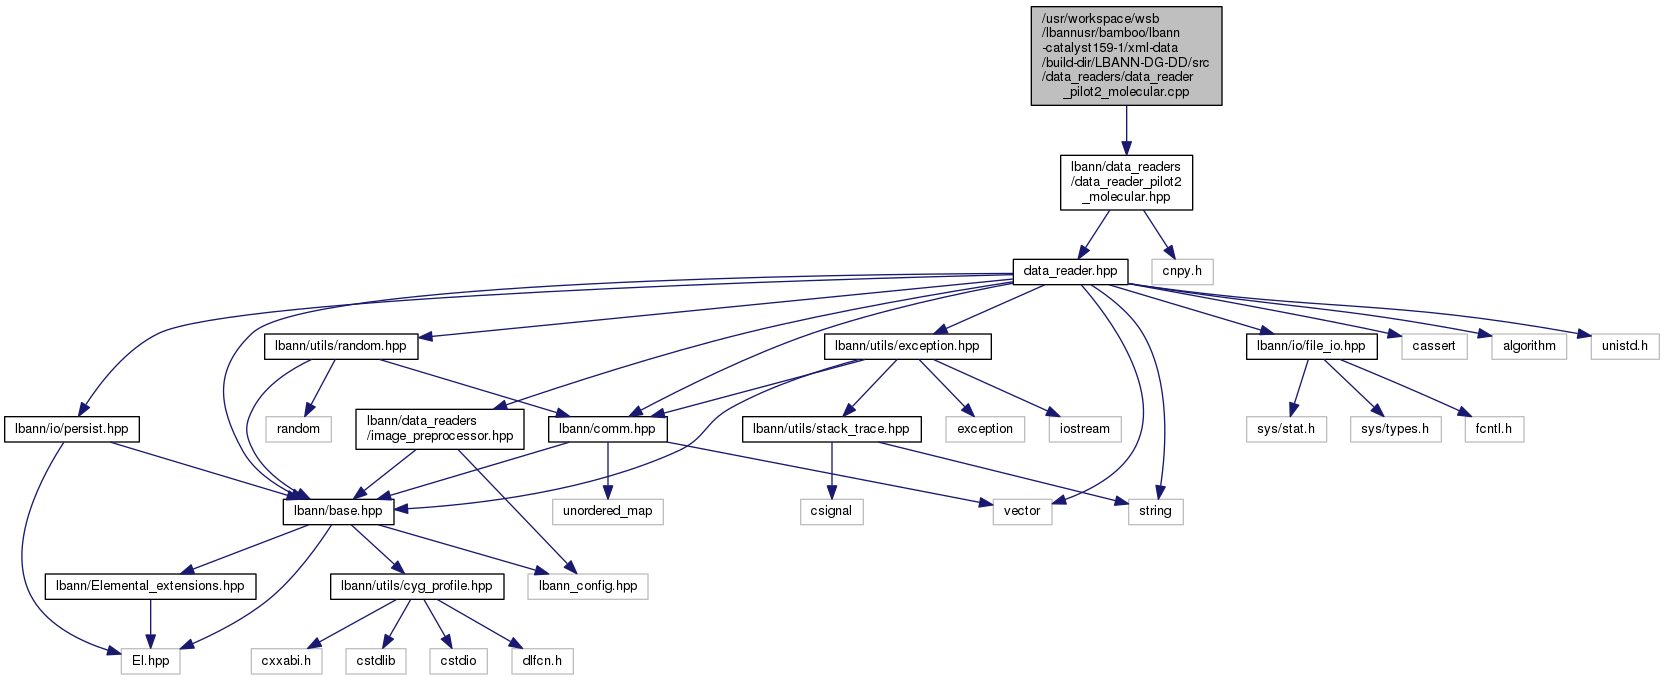 /usr/workspace/wsb
/lbannusr/bamboo/lbann
-catalyst159-1/xml-data
/build-dir/LBANN-DG-DD/src
/data_readers/data_reader
_pilot2_molecular.cpp
lbann/data_readers
/data_reader_pilot2
_molecular.hpp
data_reader.hpp
cnpy.h
lbann/utils/random.hpp
lbann/utils/exception.hpp
lbann/io/file_io.hpp
cassert
algorithm
unistd.h
lbann/io/persist.hpp
random
lbann/data_readers
/image_preprocessor.hpp
lbann/comm.hpp
lbann/utils/stack_trace.hpp
exception
iostream
sys/stat.h
sys/types.h
fcntl.h
lbann/base.hpp
unordered_map
csignal
vector
string
lbann/Elemental_extensions.hpp
lbann/utils/cyg_profile.hpp
lbann_config.hpp
El.hpp
cxxabi.h
cstdlib
cstdio
dlfcn.h